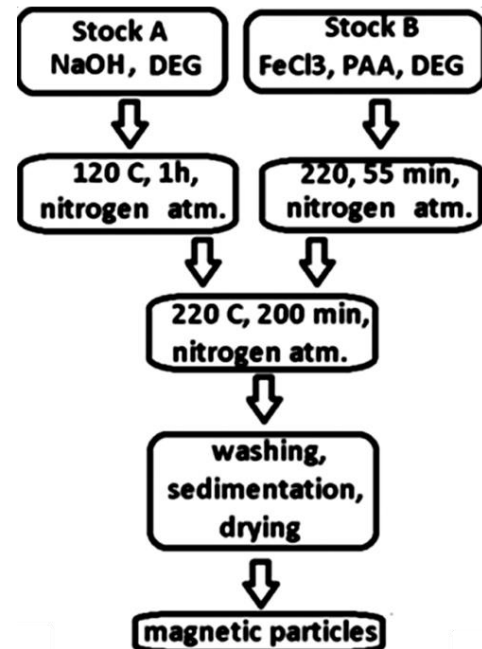 Stock A
NaOH, DEG
Stock B
FeCl3, PAA, DEG
120 C, 1h,
nitrogen atm.
220, 55 min,
nitrogen atm.
220 C, 200 min,
nitrogen atm.
washing,
sedimentation,
drying
magnetic particles